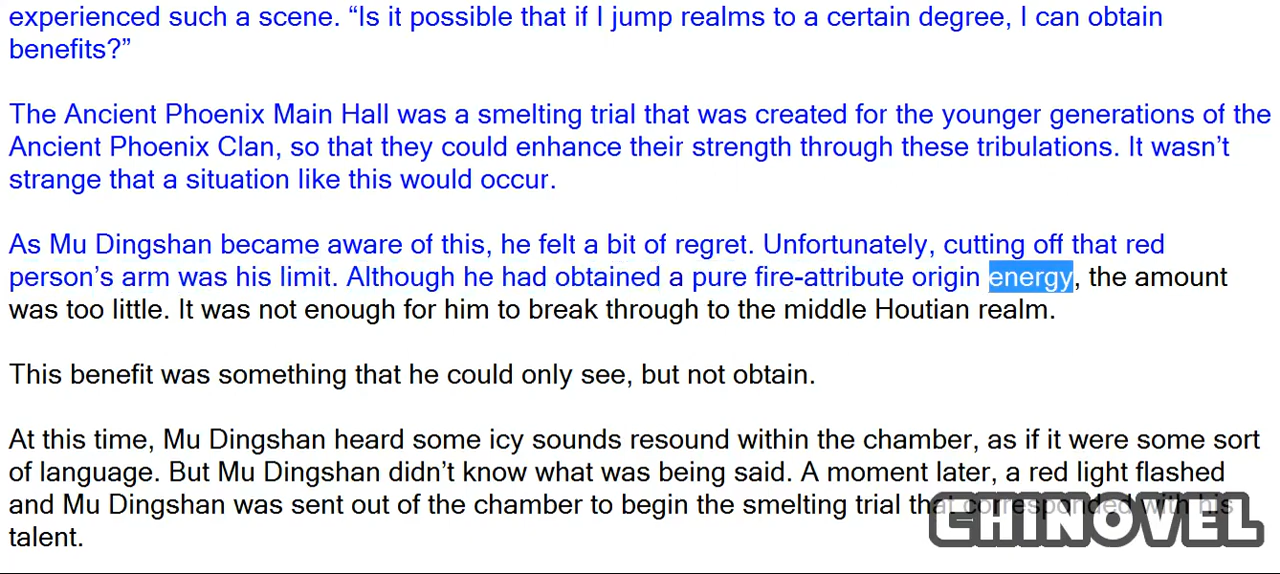 experienced such a scene. “Is it possible that if I jump realms to a certain degree, I can obtain
benefits?”
The Ancient Phoenix Main Hall was a smelting trial that was created for the younger generations of the
Ancient Phoenix Clan, so that they could enhance their strength through these tribulations. It wasn’t
strange that a situation like this would occur.
As Mu Dingshan became aware of this, he felt a bit of regret. Unfortunately, cutting off that red
person’s arm was his limit. Although he had obtained a pure fire-attribute origin energy, the amount
was too little. It was not enough for him to break through to the middle Houtian realm.
This benefit was something that he could only see, but not obtain.
At this time, Mu Dingshan heard some icy sounds resound within the chamber, as if it were some sort
of language. But Mu Dingshan didn’t know what was being said. A moment later, a red light flashed
and Mu Dingshan was sent out of the chamber to begin the smelting trial that corresponded with his
talent.
CHINOVEL